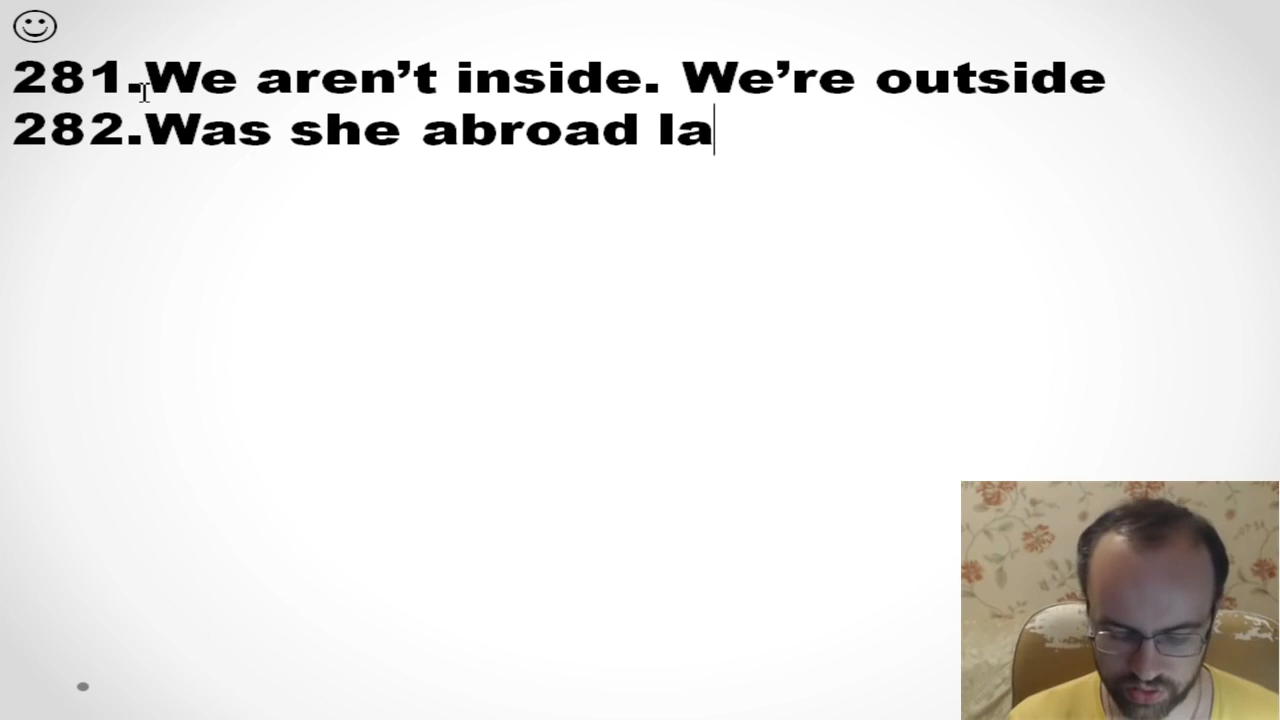 281.We aren’t inside. We’re outside
282.Was she abroad la